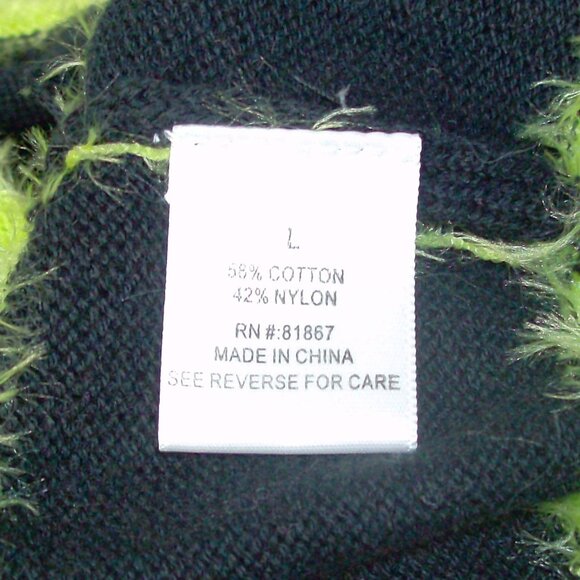 L
58% COTTON
42% NYLON
RN #:81867
MADE IN CHINA
SEE REVERSE FOR CARE